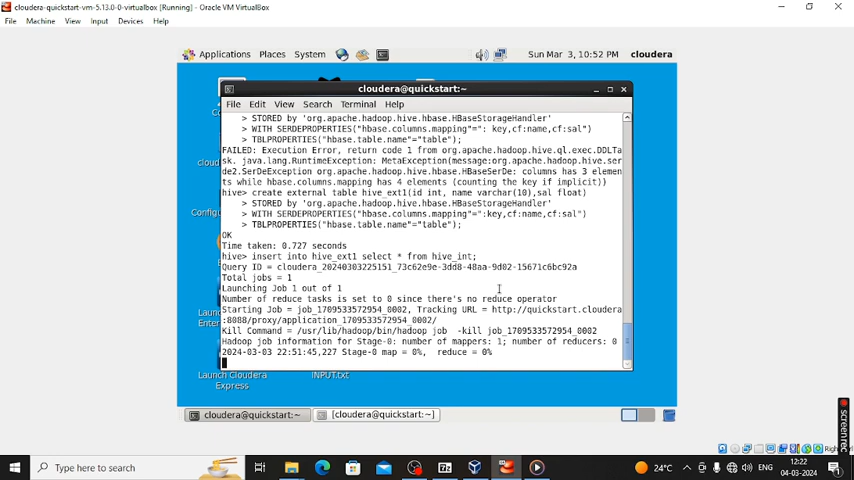 cloudera-quickstart-vm-5.13.0-0-virtualbox [Running] - Oracle VM VirtualBox
File Machine View Input Devices Help
Applications Places System Sun Mar 3, 10:52 PM cloudera
cloudera@quickstart:~
File Edit View Search Terminal Help
> STORED by 'org.apache.hadoop.hive.hbase.HBaseStorageHandler'
> WITH SERDEPROPERTIES("hbase.columns.mapping"=": key,cf:name,cf:sal")
> TBLPROPERTIES("hbase.table.name"="table");
FAILED: Execution Error, return code 1 from org.apache.hadoop.hive.ql.exec.DDLTa
sk. java.lang.RuntimeException: MetaException(message:org.apache.hadoop.hive.ser
de2.SerDeException org.apache.hadoop.hive.hbase.HBaseSerDe: columns has 3 elemen
ts while hbase.columns.mapping has 4 elements (counting the key if implicit))
hive> create external table hive_ext1(id int, name varchar(10),sal float)
> STORED by 'org.apache.hadoop.hive.hbase.HBaseStorageHandler'
> WITH SERDEPROPERTIES("hbase.columns.mapping"=":key,cf:name,cf:sal")
> TBLPROPERTIES("hbase.table.name"="table");
OK
Time taken: 0.727 seconds
hive> insert into hive_ext1 select * from hive_int;
Query ID = cloudera_20240303225151_73c62e9e-3dd8-48aa-9d02-15671c6bc92a
Total jobs = 1
Launching Job 1 out of 1
Number of reduce tasks is set to 0 since there's no reduce operator
Starting Job = job_1709533572954_0002, Tracking URL = http://quickstart.cloudera
:8088/proxy/application_1709533572954_0002/
Kill Command = /usr/lib/hadoop/bin/hadoop job -kill job_1709533572954_0002
Hadoop job information for Stage-0: number of mappers: 1; number of reducers: 0
2024-03-03 22:51:45,227 Stage-0 map = 0%, reduce = 0%
Launch Cloudera
Express
INPUT.txt
cloudera@quickstart:~ [cloudera@quickstart:~]
Type here to search
24°C
ENG
12:22
04-03-2024